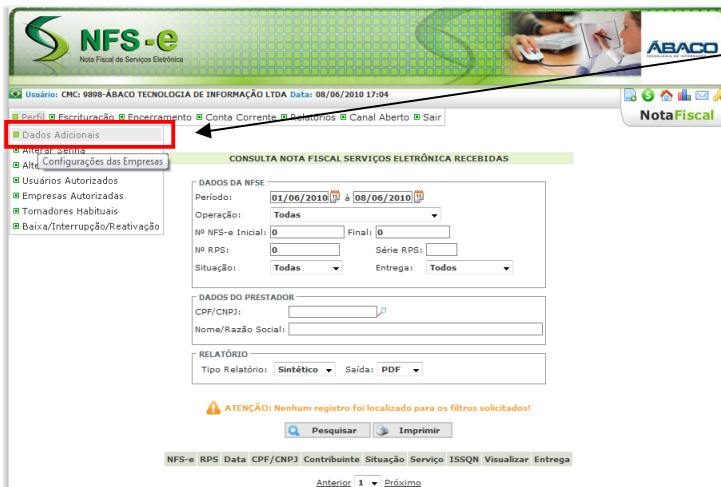 NFS-e
Nota Fiscal de Serviços Eletrônica
ÁBACO
Usuário: CMC: 9898-ÁBACO TECNOLOGIA DE INFORMAÇÃO LTDA Data: 08/06/2010 17:04
Perfil Escrituração Encerramento Conta Corrente Relatórios Canal Aberto Sair
NotaFiscal
Dados Adicionais
Alterar Senha
Alte
Configurações das Empresas
Usuários Autorizados
Empresas Autorizadas
Tomadores Habituais
Baixa/Interrupção/Reativação
CONSULTA NOTA FISCAL SERVIÇOS ELETRÔNICA RECEBIDAS
DADOS DA NFSE
Período: 01/06/2010 à 08/06/2010
Operação: Todas
Nº NFS-e Inicial: 0 Final: 0
Nº RPS: 0 Série RPS:
Situação: Todas Entrega: Todos
DADOS DO PRESTADOR
CPF/CNPJ:
Nome/Razão Social:
RELATÓRIO
Tipo Relatório: Sintético Saída: PDF
ATENÇÃO: Nenhum registro foi localizado para os filtros solicitados!
Pesquisar Imprimir
NFS-e RPS Data CPF/CNPJ Contribuinte Situação Serviço ISSQN Visualizar Entrega
Anterior 1 Próximo